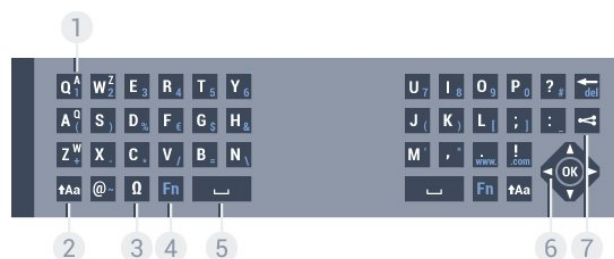 1
Q A 1 W Z 2 E 3 R 4 T 5 Y 6 U 7 I 8 O 9 P 0 ? # del
A Q ( S ) D % F € G $ H & J ( K ) L [ ; ] : _
Z W + X - C * V / B = N \ M ' , " . www. ! .com
Aa @ ~ Ω Fn Fn Aa OK
2 3 4 5 6 7